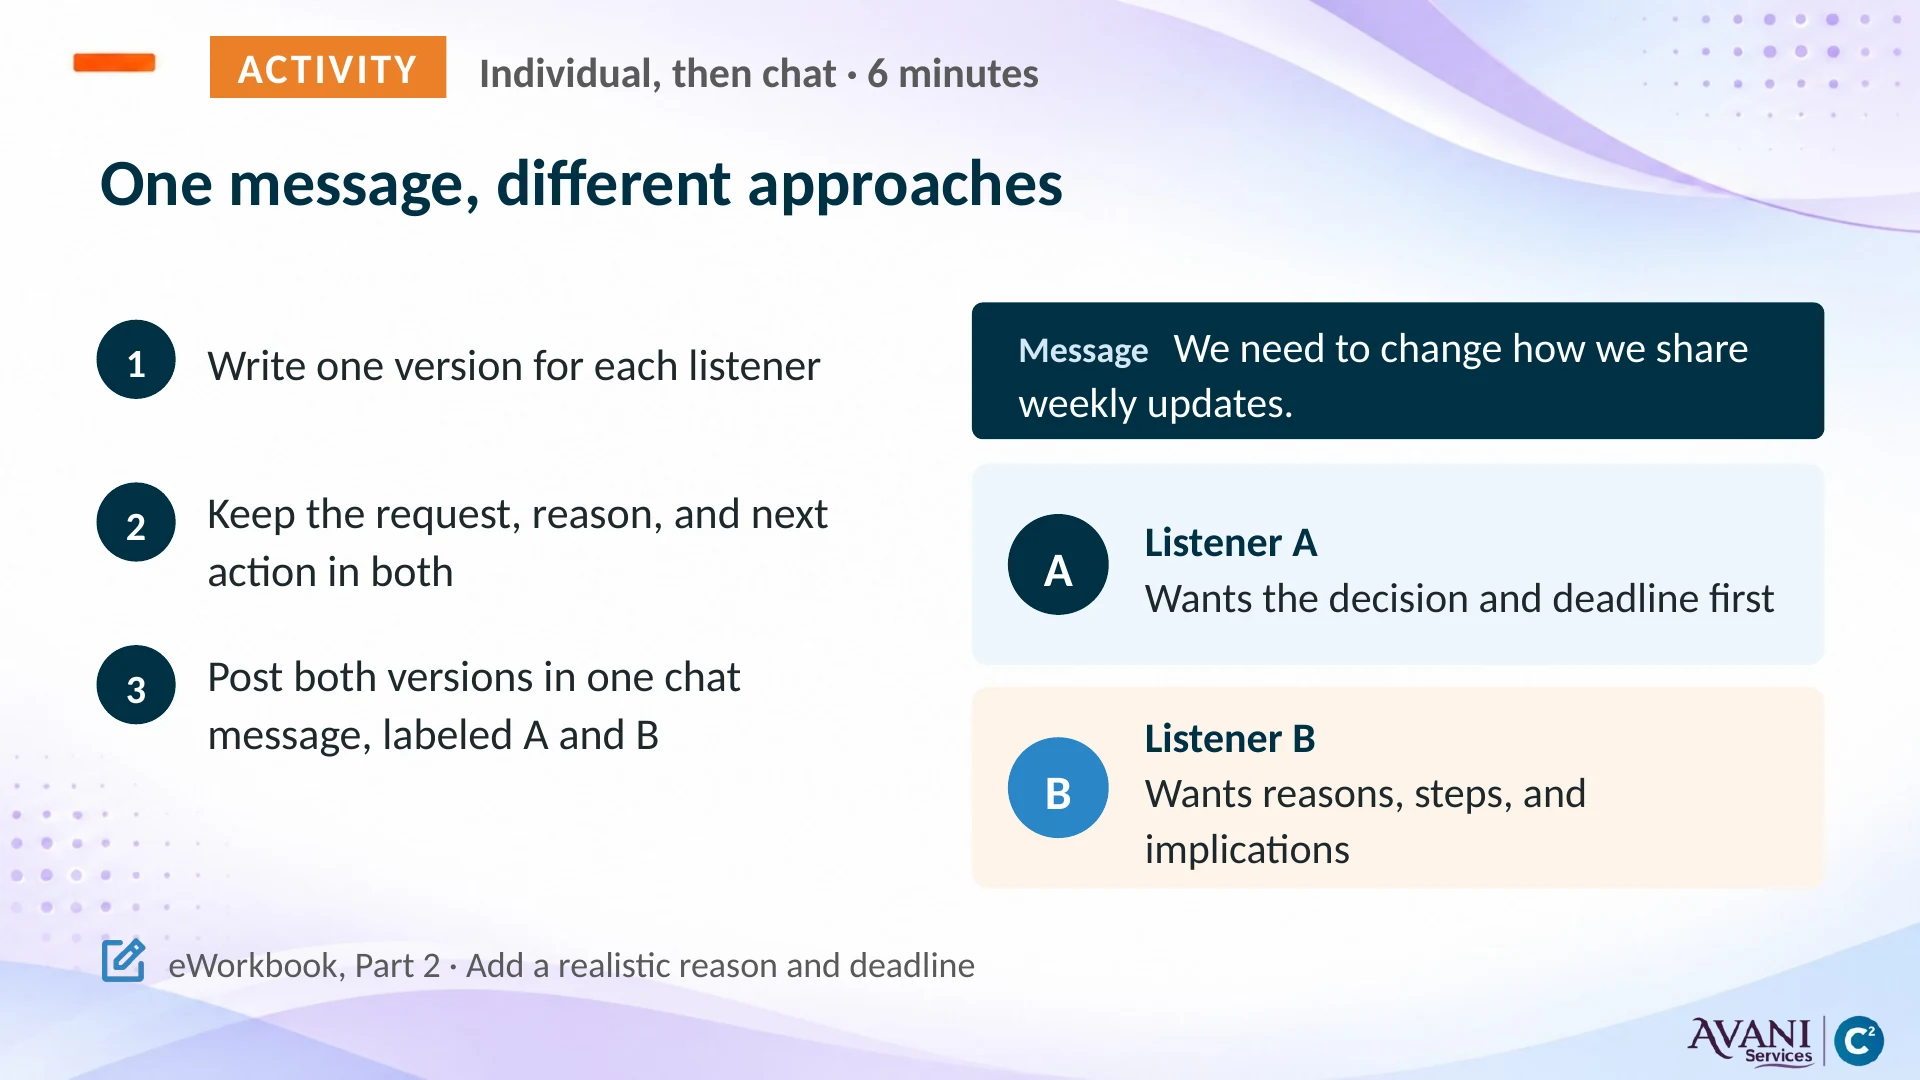 ACTIVITY
Individual, then chat · 6 minutes
One message, different approaches
1
Write one version for each listener
2
Keep the request, reason, and next
action in both
3
Post both versions in one chat
message, labeled A and B
Message We need to change how we share
weekly updates.
A
Listener A
Wants the decision and deadline first
B
Listener B
Wants reasons, steps, and
implications
eWorkbook, Part 2 · Add a realistic reason and deadline
AVANI
Services
C²